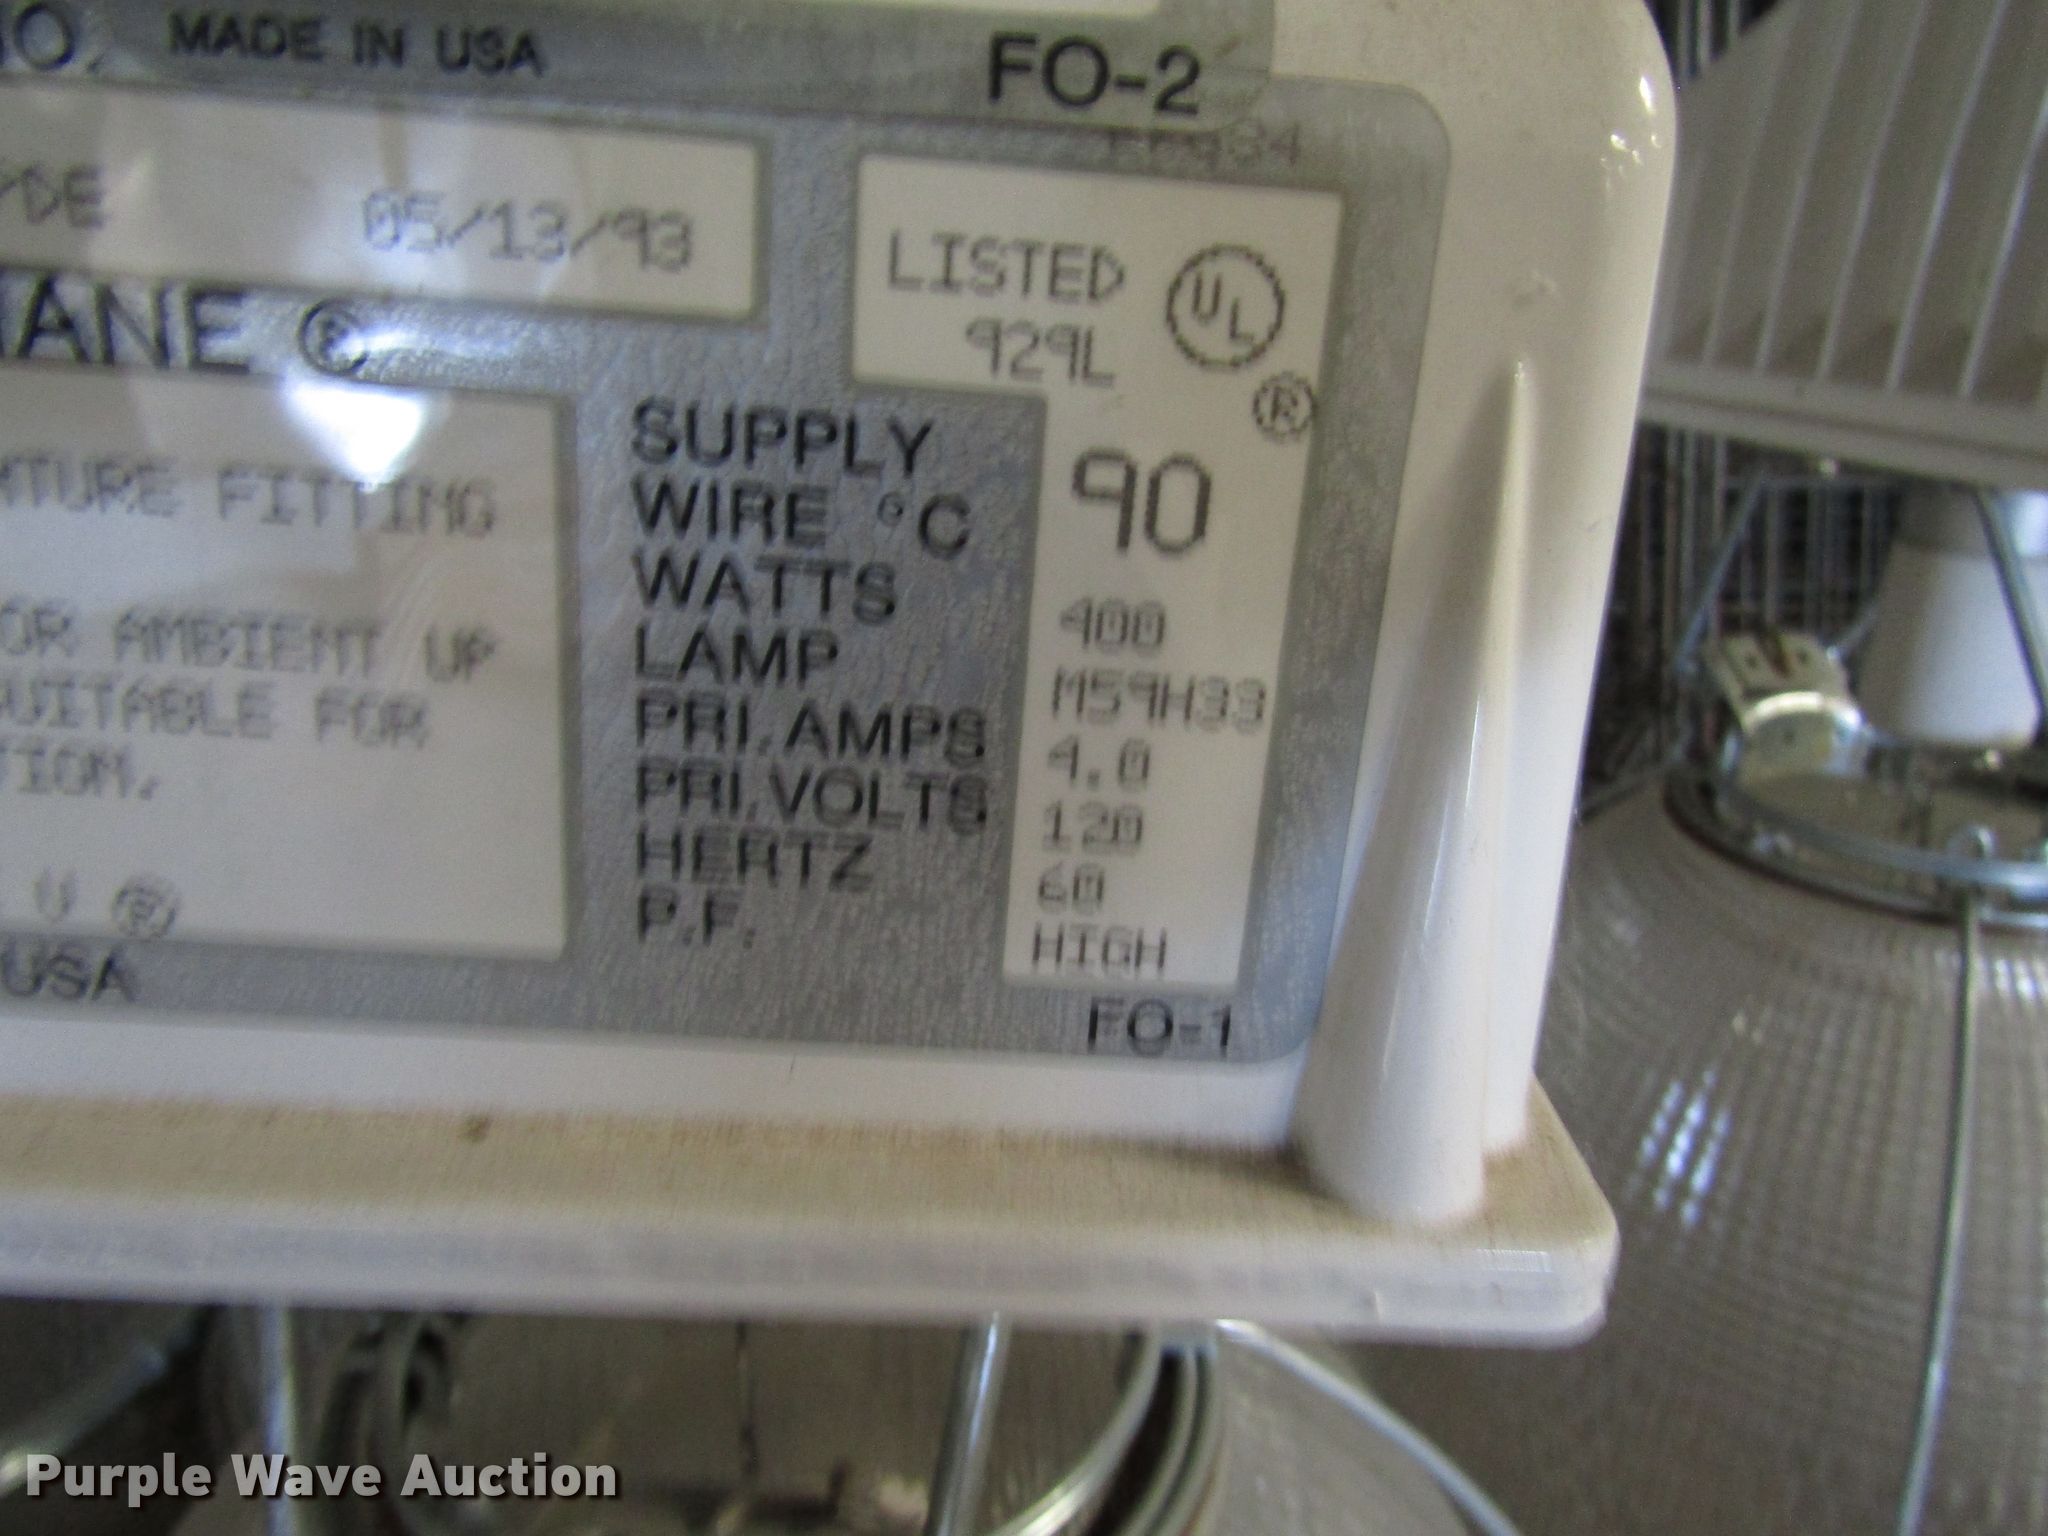 MADE IN USA FO-2
05/13/93
LISTED UL
929L ®
ANE ®
SUPPLY
WIRE °C 90
WATTS 400
LAMP M59H33
PRI. AMPS 4.0
PRI. VOLTS 120
HERTZ 60
P.F. HIGH
FITTING
OR AMBIENT UP
UITABLE FOR
TION.
U ®
USA FO-1
Purple Wave Auction